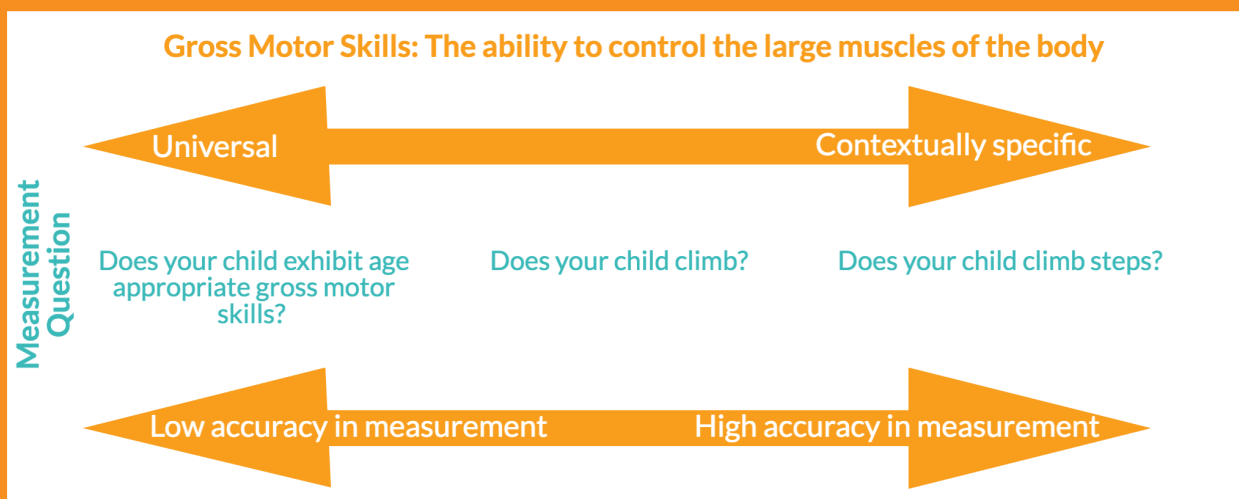 Gross Motor Skills: The ability to control the large muscles of the body
Universal
Contextually specific
Measurement
Question
Does your child exhibit age
appropriate gross motor
skills?
Does your child climb?
Does your child climb steps?
Low accuracy in measurement
High accuracy in measurement